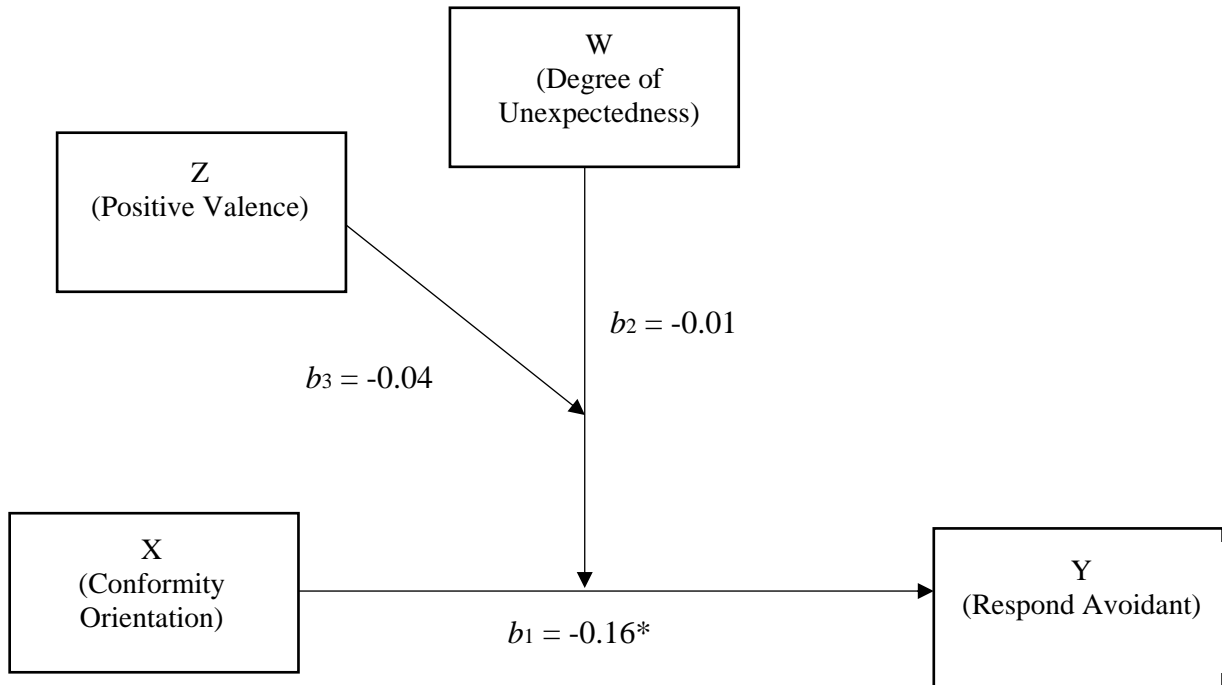 W
(Degree of
Unexpectedness)
Z
(Positive Valence)
b2 = -0.01
b3 = -0.04
X
(Conformity
Orientation)
Y
(Respond Avoidant)
b1 = -0.16*